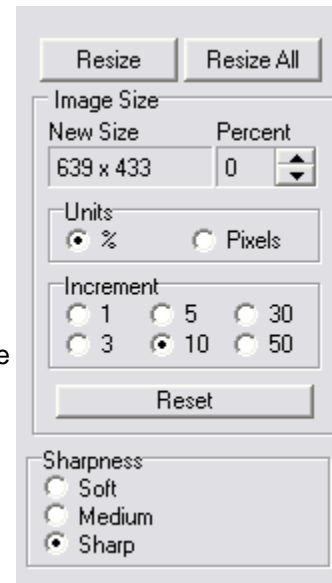 Resize Resize All
Image Size
New Size Percent
639 x 433 0
Units
% Pixels
Increment
1 5 30
3 10 50
e
Reset
Sharpness
Soft
Medium
Sharp